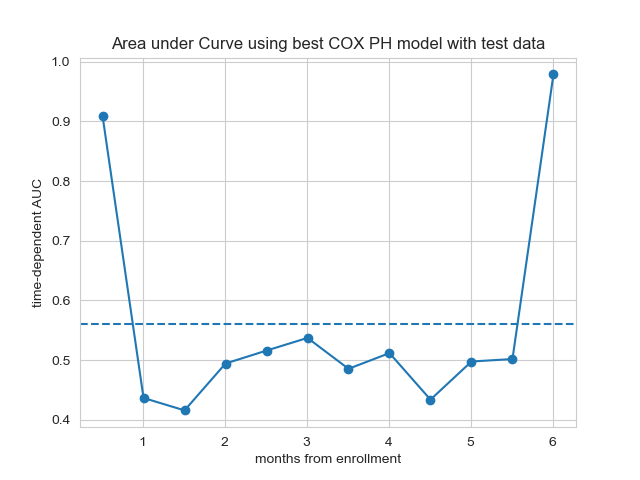 Area under Curve using best COX PH model with test data
1.0
0.9
0.8
0.7
0.6
0.5
0.4
time-dependent AUC
1 2 3 4 5 6
months from enrollment